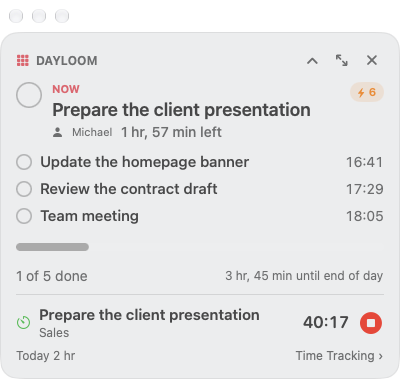 DAYLOOM
NOW
6
Prepare the client presentation
Michael 1 hr, 57 min left
Update the homepage banner 16:41
Review the contract draft 17:29
Team meeting 18:05
1 of 5 done 3 hr, 45 min until end of day
Prepare the client presentation 40:17
Sales
Today 2 hr Time Tracking ›